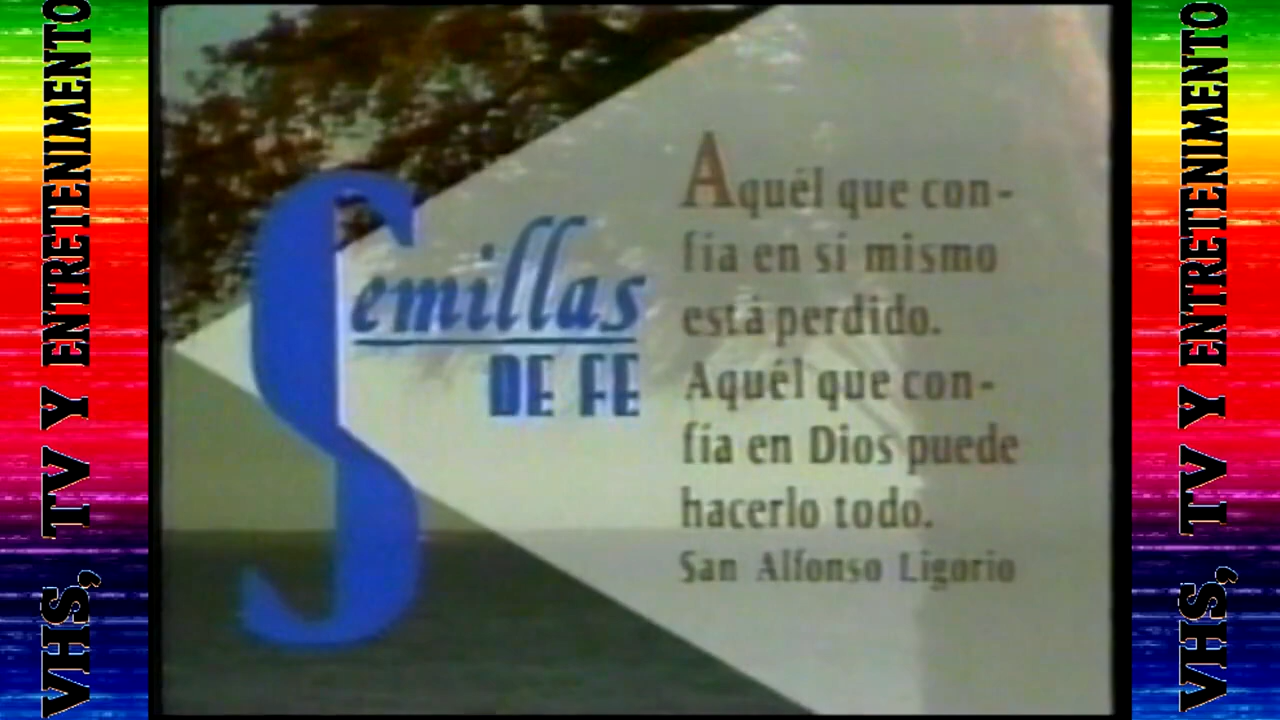 VHS, TV Y ENTRETENIMENTO
Semillas
DE FE
Aquél que con-
fía en sí mismo
está perdido.
Aquél que con-
fía en Dios puede
hacerlo todo.
San Alfonso Ligorio
VHS, TV Y ENTRETENIMENTO